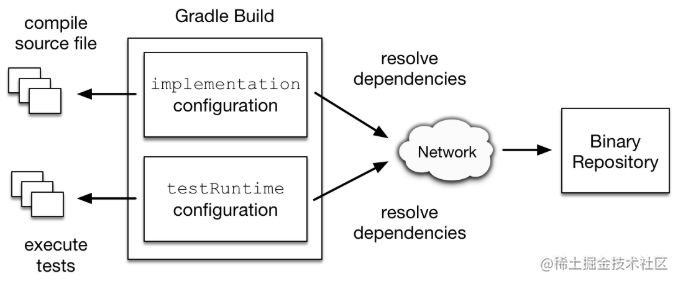 compile
source file
Gradle Build
implementation
configuration
resolve
dependencies
Network
Binary
Repository
testRuntime
configuration
resolve
dependencies
execute
tests
@稀土掘金技术社区